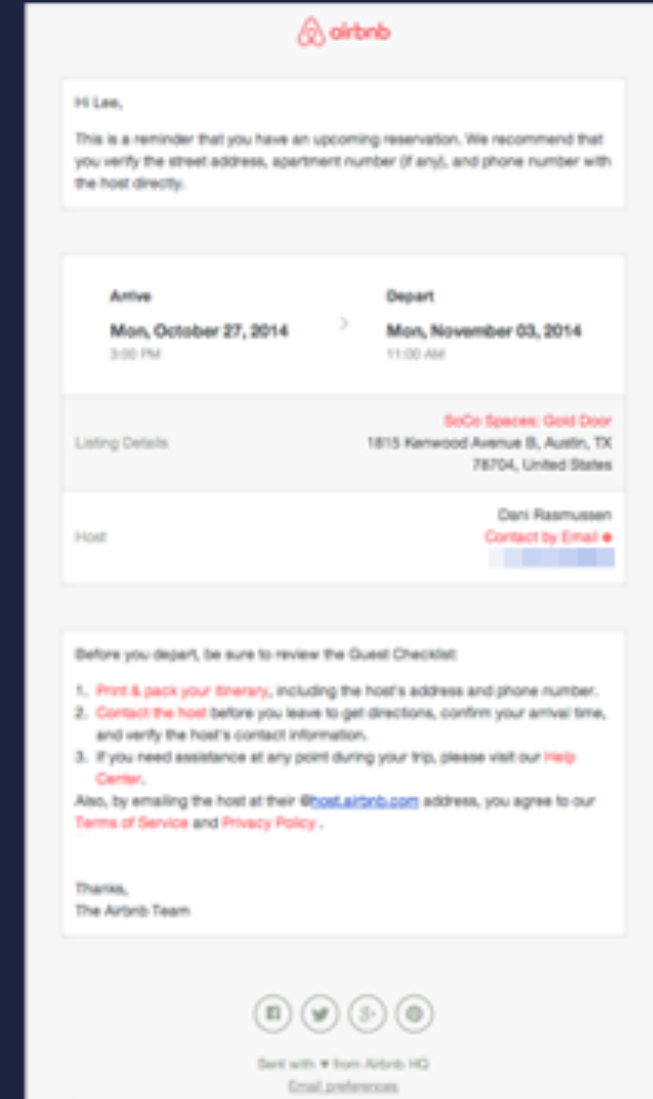 airbnb
Hi Lee,
This is a reminder that you have an upcoming reservation. We recommend that
you verify the street address, apartment number (if any), and phone number with
the host directly.
Arrive
Depart
Mon, October 27, 2014
>
Mon, November 03, 2014
3:00 PM
11:00 AM
SoCo Spaces: Gold Door
Listing Details
1815 Kenwood Avenue B, Austin, TX
78704, United States
Dani Rasmussen
Host
Contact by Email
Before you depart, be sure to review the Guest Checklist:
1. Print & pack your itinerary, including the host's address and phone number.
2. Contact the host before you leave to get directions, confirm your arrival time,
and verify the host's contact information.
3. If you need assistance at any point during your trip, please visit our Help
Center.
Also, by emailing the host at their @host.airbnb.com address, you agree to our
Terms of Service and Privacy Policy .
Thanks,
The Airbnb Team
Sent with ♥ from Airbnb HQ
Email preferences